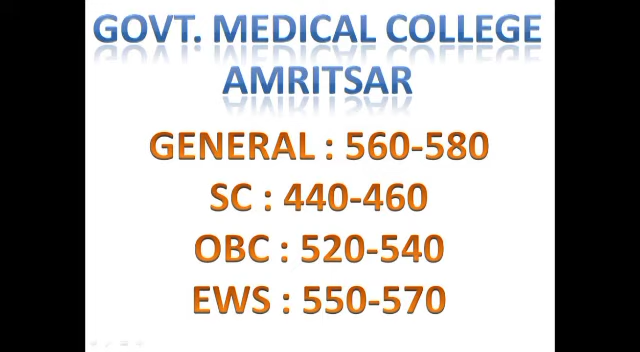 GOVT. MEDICAL COLLEGE
AMRITSAR
GENERAL : 560-580
SC : 440-460
OBC : 520-540
EWS : 550-570